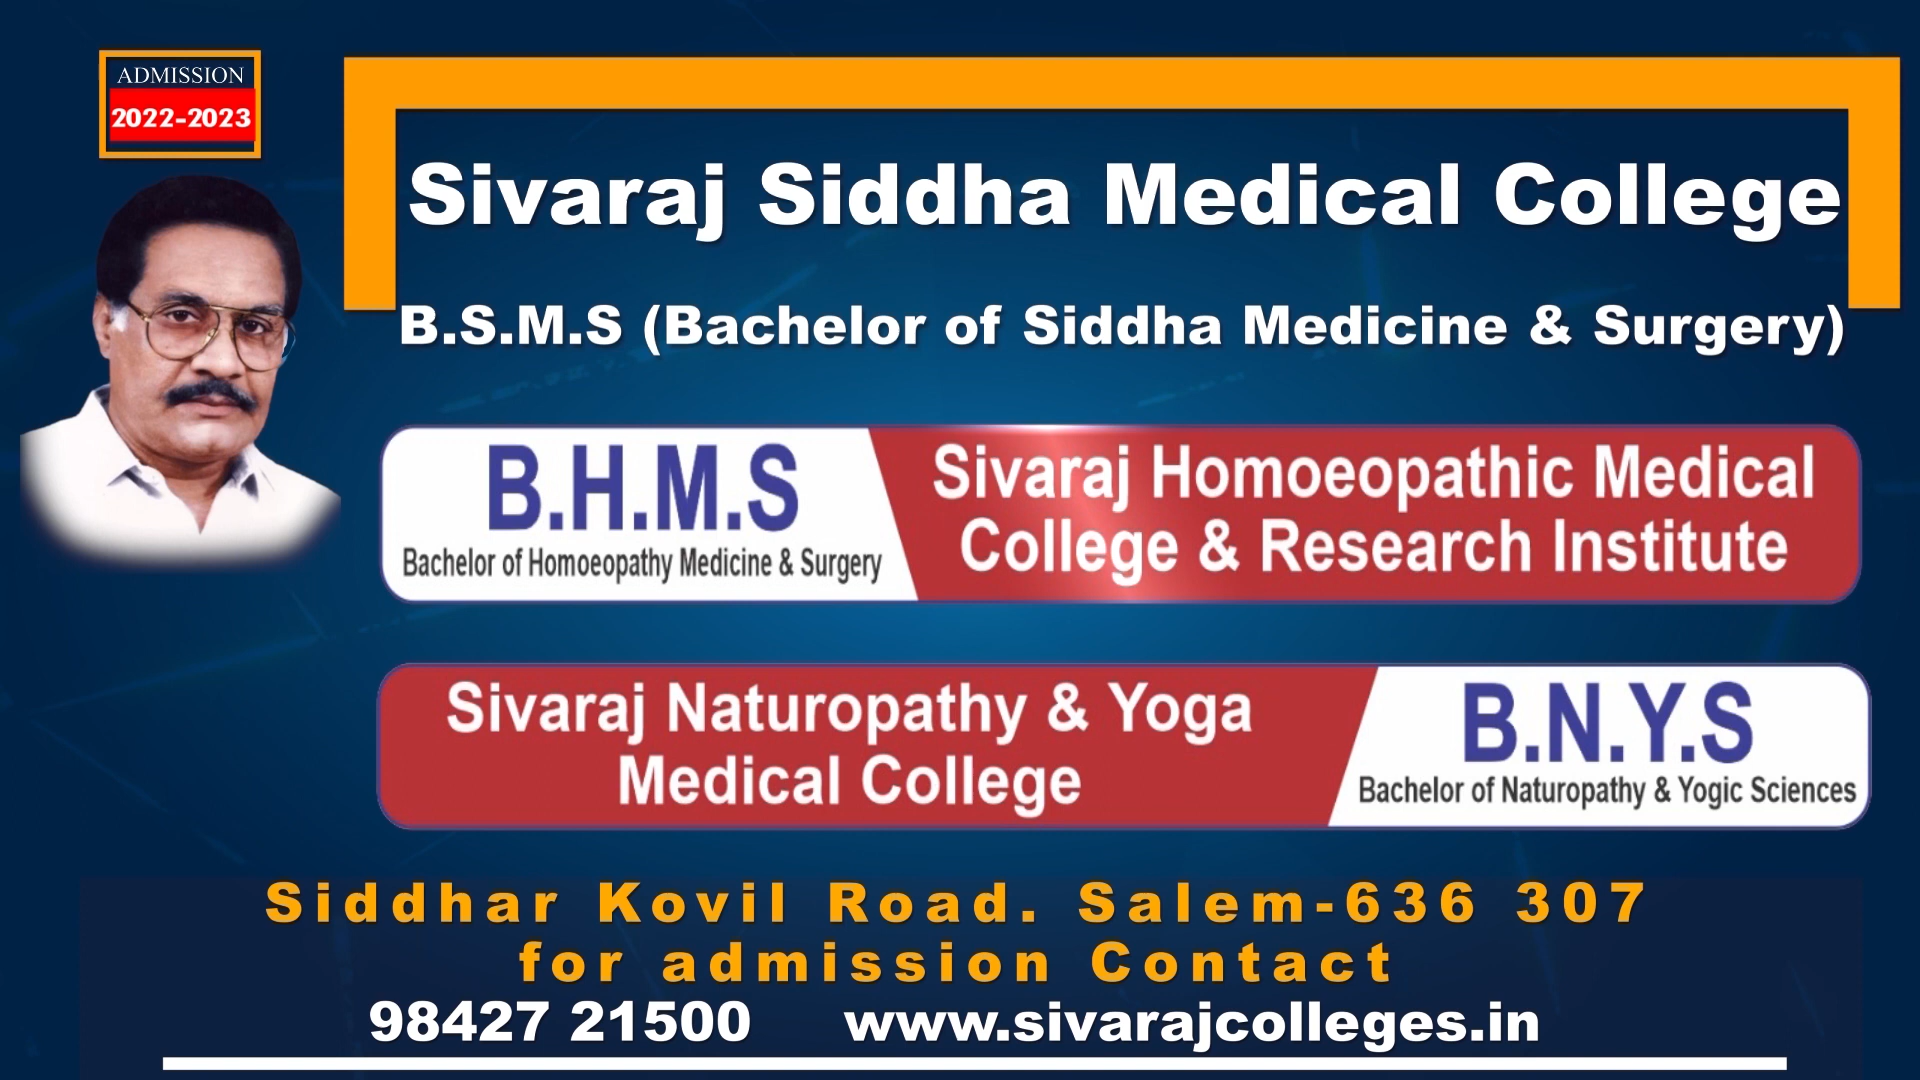 ADMISSION
2022-2023
Sivaraj Siddha Medical College
B.S.M.S (Bachelor of Siddha Medicine & Surgery)
B.H.M.S
Bachelor of Homoeopathy Medicine & Surgery
Sivaraj Homoeopathic Medical
College & Research Institute
Sivaraj Naturopathy & Yoga
Medical College
B.N.Y.S
Bachelor of Naturopathy & Yogic Sciences
Siddhar Kovil Road. Salem-636 307
for admission Contact
98427 21500 www.sivarajcolleges.in